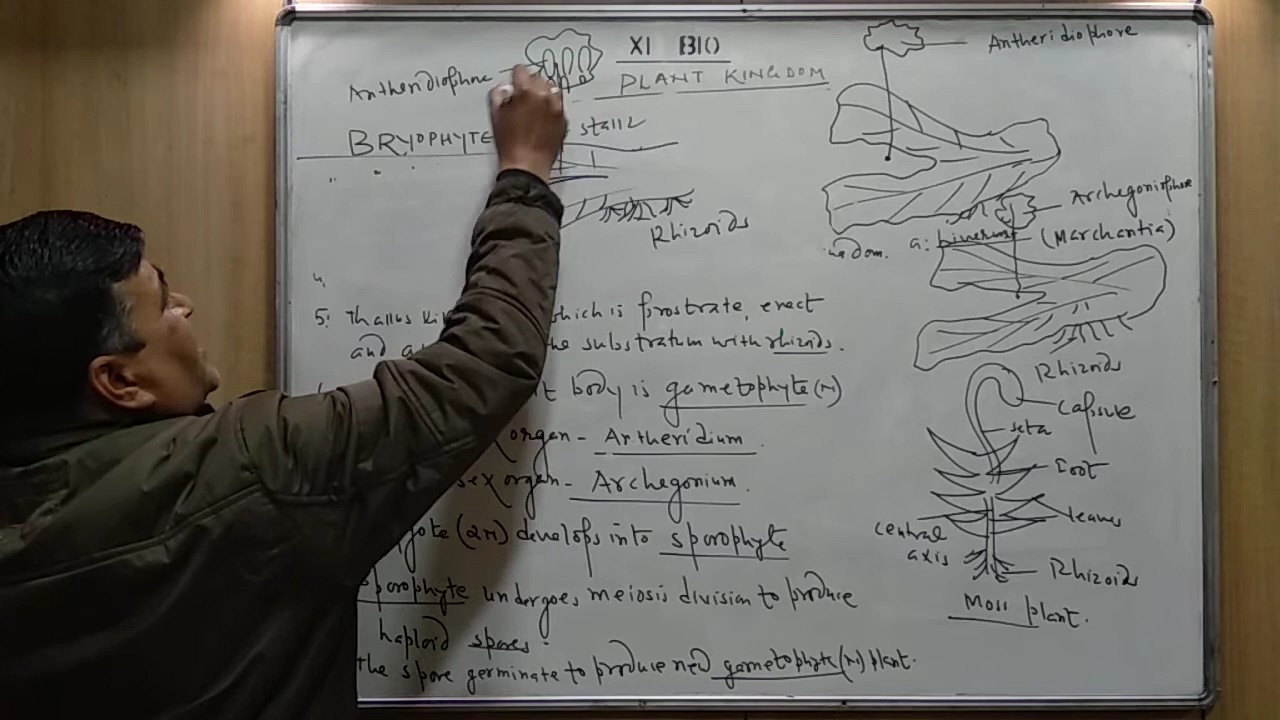 XI BIO
PLANT KINGDOM
Antheridiophore
BRYOPHYTE
stalk
Rhizoids
4.
5. Thallus which is prostrate, erect
and the substratum with rhizoids.
body is gametophyte (n)
organ - Antheridium
sex organ - Archegonium.
(2n) develops into sporophyte
Sporophyte undergoes meiosis division to produce
haploid spores.
The spore germinate to produce new gametophyte (n) plant.
Antheridiophore
Archegoniophore
a: Liverworts (Marchantia)
Rhizoids
Capsule
seta
Foot
leaves
central
axis
Rhizoids
Moss plant.